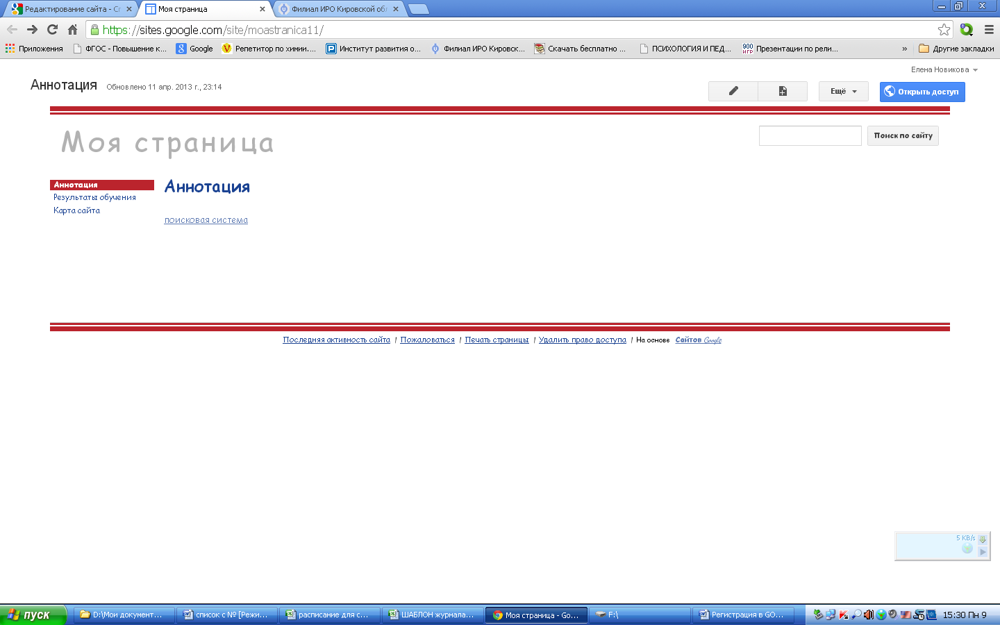 Редактирование сайта - Сп
Моя страница
Филиал ИРО Кировской обл
https://sites.google.com/site/moastranica11/
Приложения
ФГОС - Повышение к...
Google
Репетитор по химии....
Институт развития о...
Филиал ИРО Кировск...
Скачать бесплатно ...
ПСИХОЛОГИЯ И ПЕД...
900 ИГР
Презентации по рели...
»
Другие закладки
Елена Новикова
Аннотация Обновлено 11 апр. 2013 г., 23:14
Ещё
Открыть доступ
Моя страница
Поиск по сайту
Аннотация
Результаты обучения
Карта сайта
Аннотация
поисковая система
Последняя активность сайта | Пожаловаться | Печать страницы | Удалить право доступа | На основе Сайтов Google
5 KB/s
пуск
D:\Мои документ...
список с № [Режи...
расписание для с...
ШАБЛОН журнала...
Моя страница - Go...
F:\
Регистрация в GO...
15:30 Пн 9